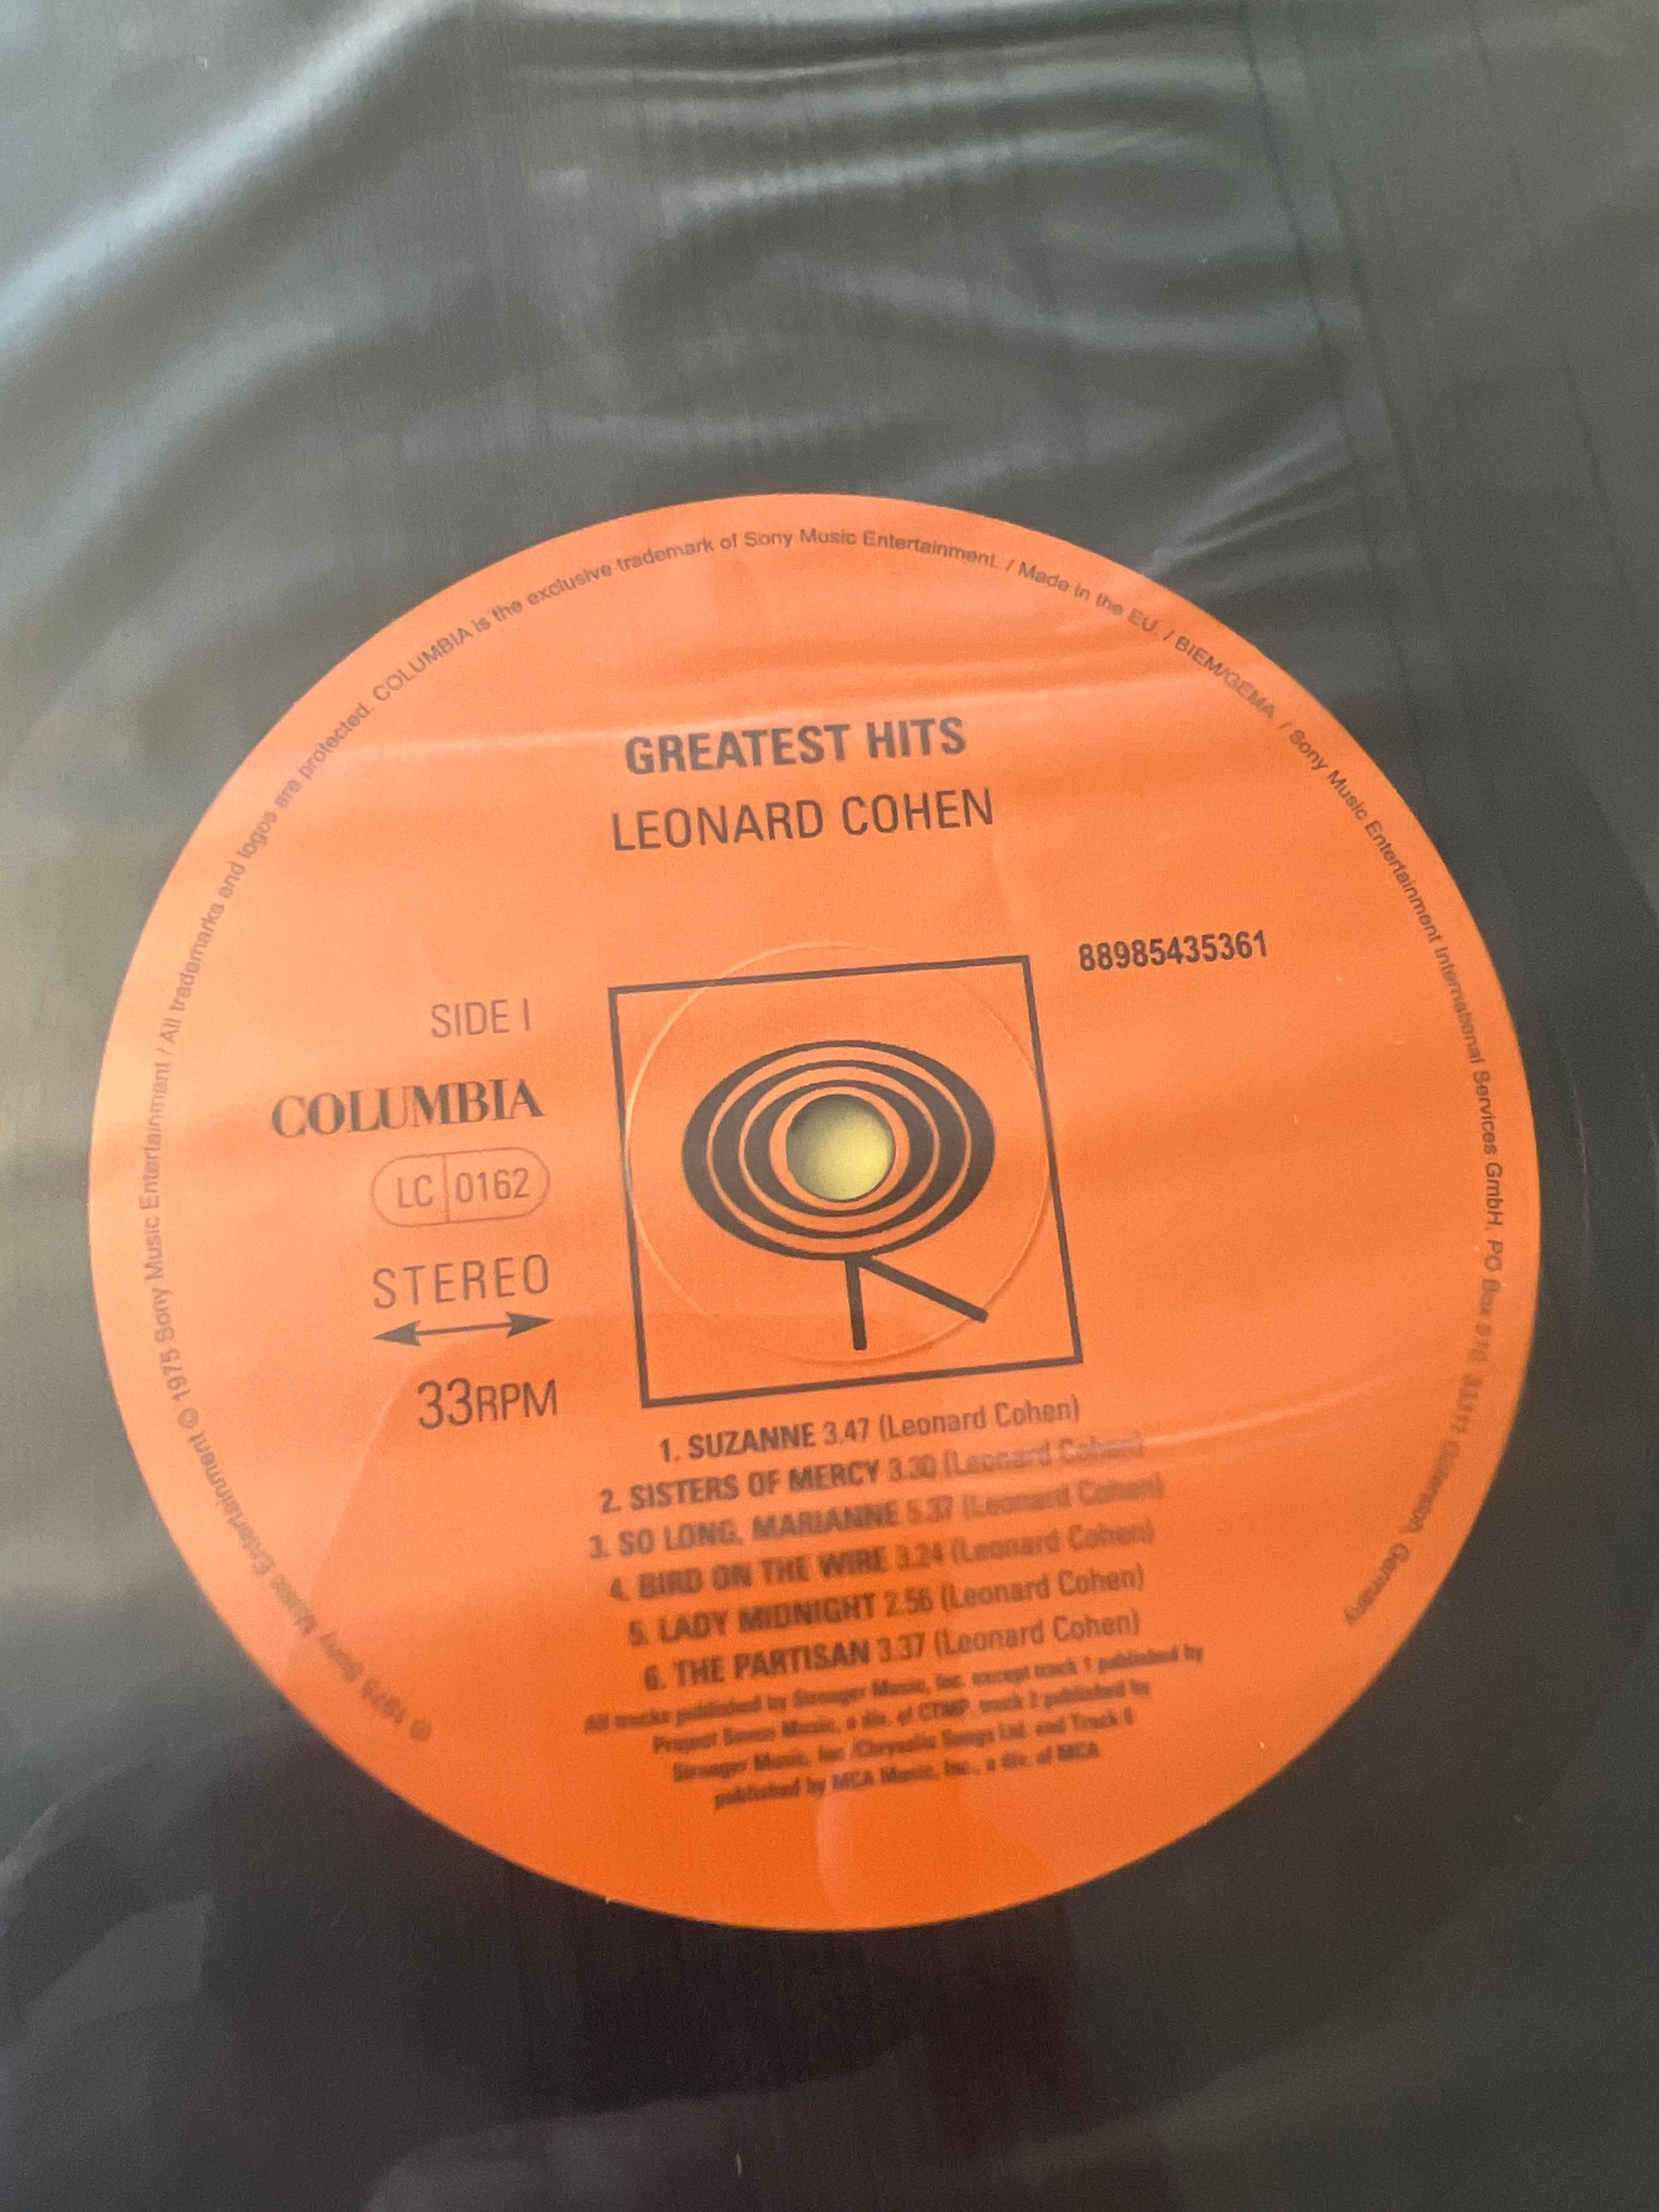 GREATEST HITS
LEONARD COHEN
88985435361
SIDE I
COLUMBIA
LC 0162
STEREO
33RPM
1. SUZANNE 3.47 (Leonard Cohen)
2. SISTERS OF MERCY 3.30 (Leonard Cohen)
3. SO LONG, MARIANNE 5.37 (Leonard Cohen)
4. BIRD ON THE WIRE 3.24 (Leonard Cohen)
5. LADY MIDNIGHT 2.56 (Leonard Cohen)
6. THE PARTISAN 3.37 (Leonard Cohen)
All tracks published by Stranger Music, Inc. except track 1 published by
Project Seven Music, a div. of CTMP, track 2 published by
Stranger Music, Inc./Chrysalis Songs Ltd. and Track 6
published by MCA Music, Inc., a div. of MCA
℗ 1975 Sony Music Entertainment © 1975 Sony Music Entertainment / All trademarks and logos are protected. COLUMBIA is the exclusive trademark of Sony Music Entertainment. / Made in the EU. / BIEM/GEMA. / Sony Music Entertainment International Services GmbH, PO Box Germany